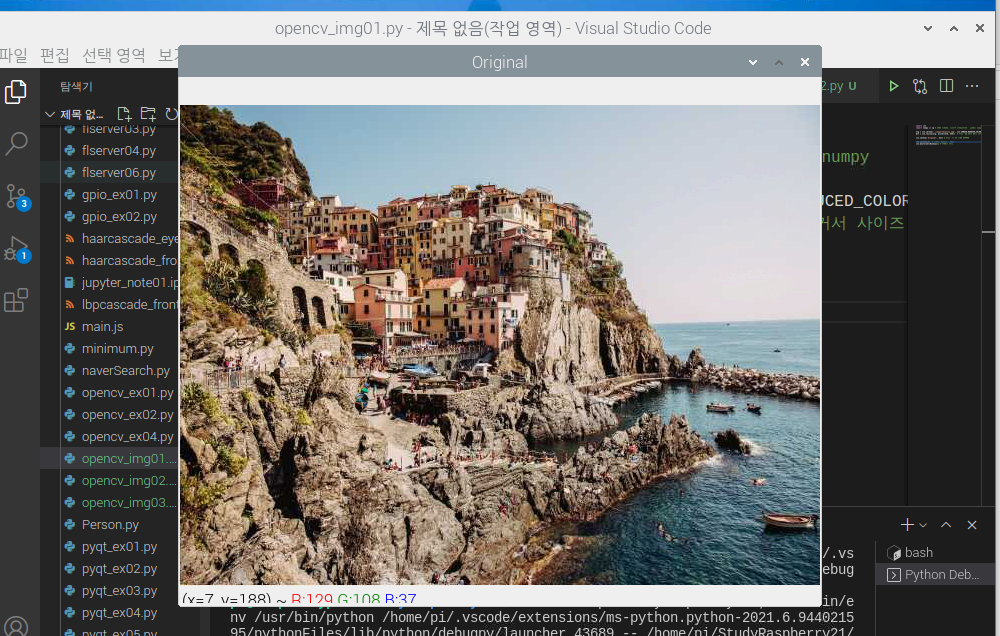 opencv_img01.py - 제목 없음(작업 영역) - Visual Studio Code
파일 편집 선택 영역 보기
Original
탐색기
제목 없...
flserver03.py
flserver04.py
flserver06.py
gpio_ex01.py
gpio_ex02.py
haarcascade_eye
haarcascade_fro
jupyter_note01.ip
lbpcascade_front
JS main.js
minimum.py
naverSearch.py
opencv_ex01.py
opencv_ex02.py
opencv_ex04.py
opencv_img01....
opencv_img02....
opencv_img03....
Person.py
pyqt_ex01.py
pyqt_ex02.py
pyqt_ex03.py
pyqt_ex04.py
pyqt_ex05.py
3
1
2.py U
numpy
UCED_COLOR
커서 사이즈
bash
Python Deb...
/.vs
ebug
(x=7, y=188) ~ R:129 G:108 B:37
bin/e
nv /usr/bin/python /home/pi/.vscode/extensions/ms-python.python-2021.6.9440215
95/pythonFiles/lib/python/debugpy/launcher 43689 -- /home/pi/StudyRaspberry21/